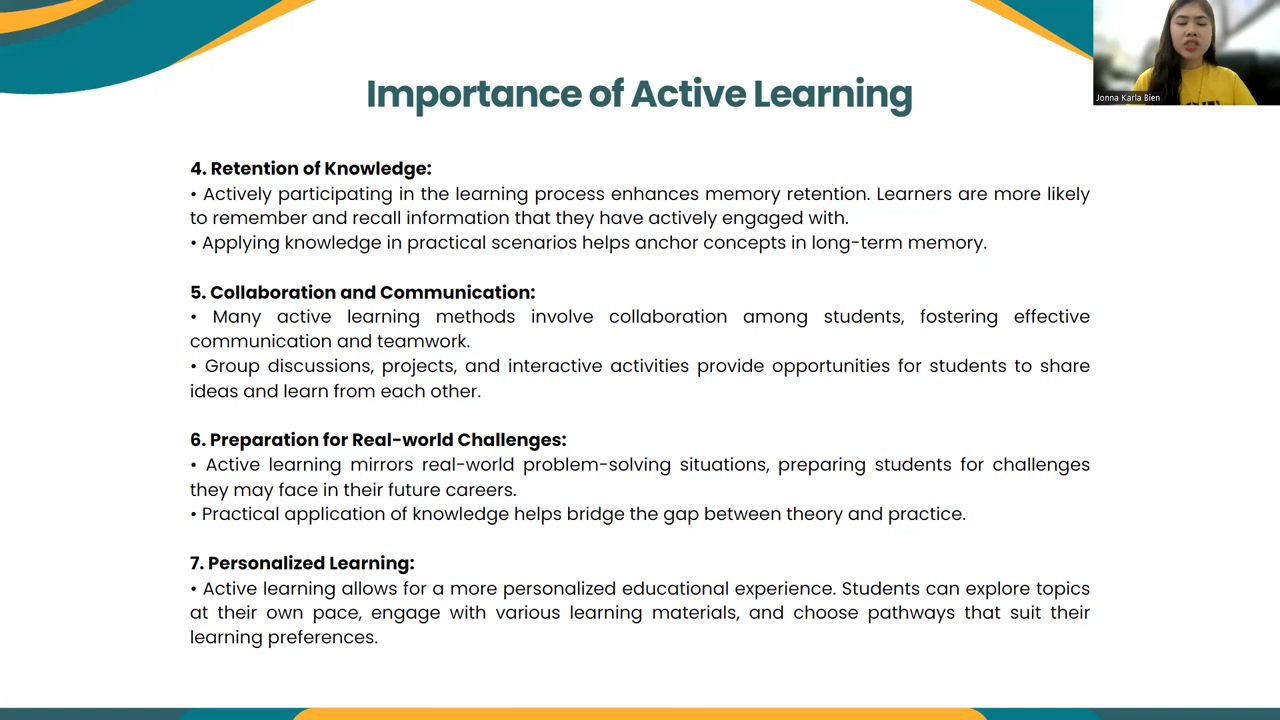 Importance of Active Learning
Jonna Karla Bien
4. Retention of Knowledge:
• Actively participating in the learning process enhances memory retention. Learners are more likely
to remember and recall information that they have actively engaged with.
• Applying knowledge in practical scenarios helps anchor concepts in long-term memory.
5. Collaboration and Communication:
• Many active learning methods involve collaboration among students, fostering effective
communication and teamwork.
• Group discussions, projects, and interactive activities provide opportunities for students to share
ideas and learn from each other.
6. Preparation for Real-world Challenges:
• Active learning mirrors real-world problem-solving situations, preparing students for challenges
they may face in their future careers.
• Practical application of knowledge helps bridge the gap between theory and practice.
7. Personalized Learning:
• Active learning allows for a more personalized educational experience. Students can explore topics
at their own pace, engage with various learning materials, and choose pathways that suit their
learning preferences.